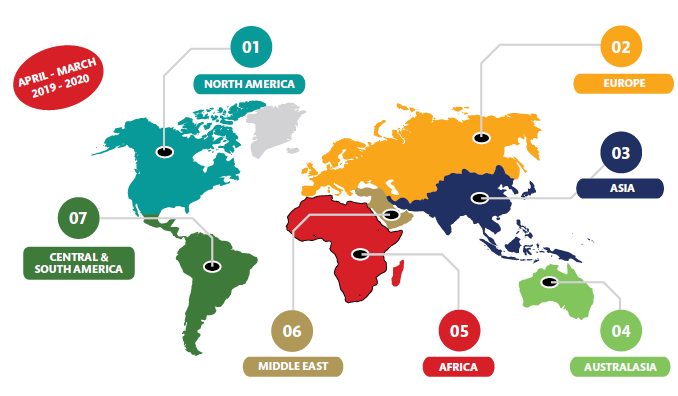 APRIL - MARCH
2019 - 2020
01
NORTH AMERICA
02
EUROPE
03
ASIA
07
CENTRAL &
SOUTH AMERICA
06
MIDDLE EAST
05
AFRICA
04
AUSTRALASIA